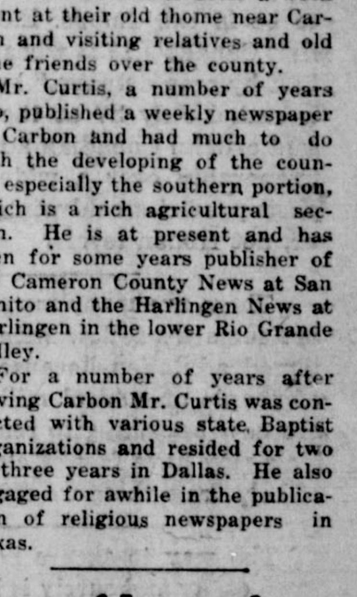 nt at their old thome near Car-
n and visiting relatives and old
e friends over the county.
Mr. Curtis, a number of years
o, published a weekly newspaper
Carbon and had much to do
h the developing of the coun-
especially the southern portion,
ich is a rich agricultural sec-
n. He is at present and has
en for some years publisher of
Cameron County News at San
nito and the Harlingen News at
rlingen in the lower Rio Grande
lley.
For a number of years after
ving Carbon Mr. Curtis was con-
cted with various state Baptist
ganizations and resided for two
three years in Dallas. He also
gaged for awhile in the publica-
n of religious newspapers in
xas.